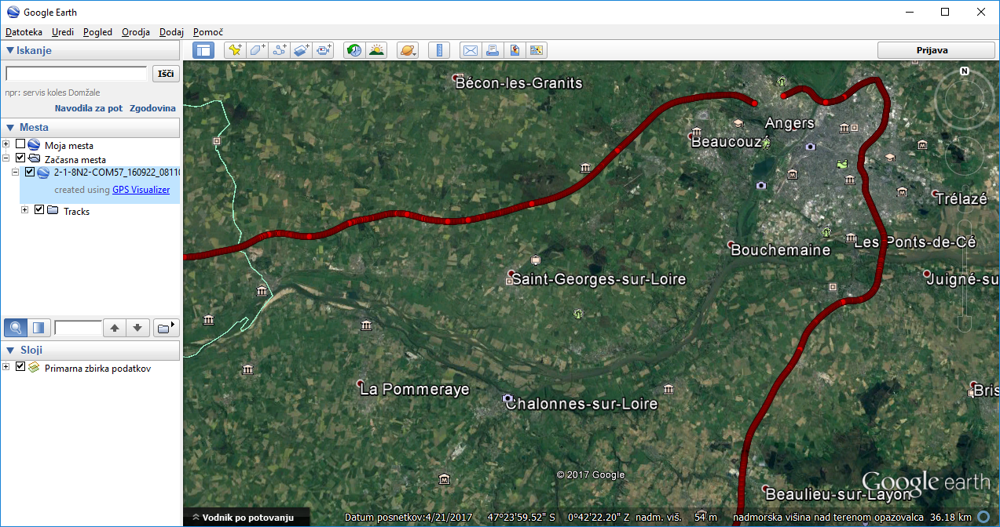 Google Earth
Datoteka Uredi Pogled Orodja Dodaj Pomoč
Iskanje
Prijava
Išči
npr: servis koles Domžale
Navodila za pot Zgodovina
Mesta
Moja mesta
Začasna mesta
2-1-8N2-COM57_160922_0811
created using GPS Visualizer
Tracks
Sloji
Primarna zbirka podatkov
N
Bécon-les-Granits
Angers
Beaucouzé
Trélazé
Les Ponts-de-Cé
Bouchemaine
Saint-Georges-sur-Loire
Juigné-su
La Pommeraye
Chalonnes-sur-Loire
Bris
© 2017 Google
Google earth
Beaulieu-sur-Layon
Vodnik po potovanju
Datum posnetkov:4/21/2017 47°23'59.52" S 0°42'22.20" Z nadm. viš. 54 m nadmorska višina nad terenom opazovalca 36.18 km